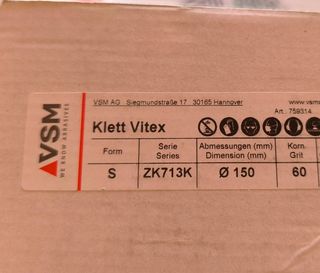 VSM AG Siegmundstraße 17 30165 Hannover www.vsm
Art.: 759314
VSM
WE KNOW ABRASIVES
Klett Vitex
Form Serie Abmessungen (mm) Korn.
Series Dimension (mm) Grit
S ZK713K Ø 150 60